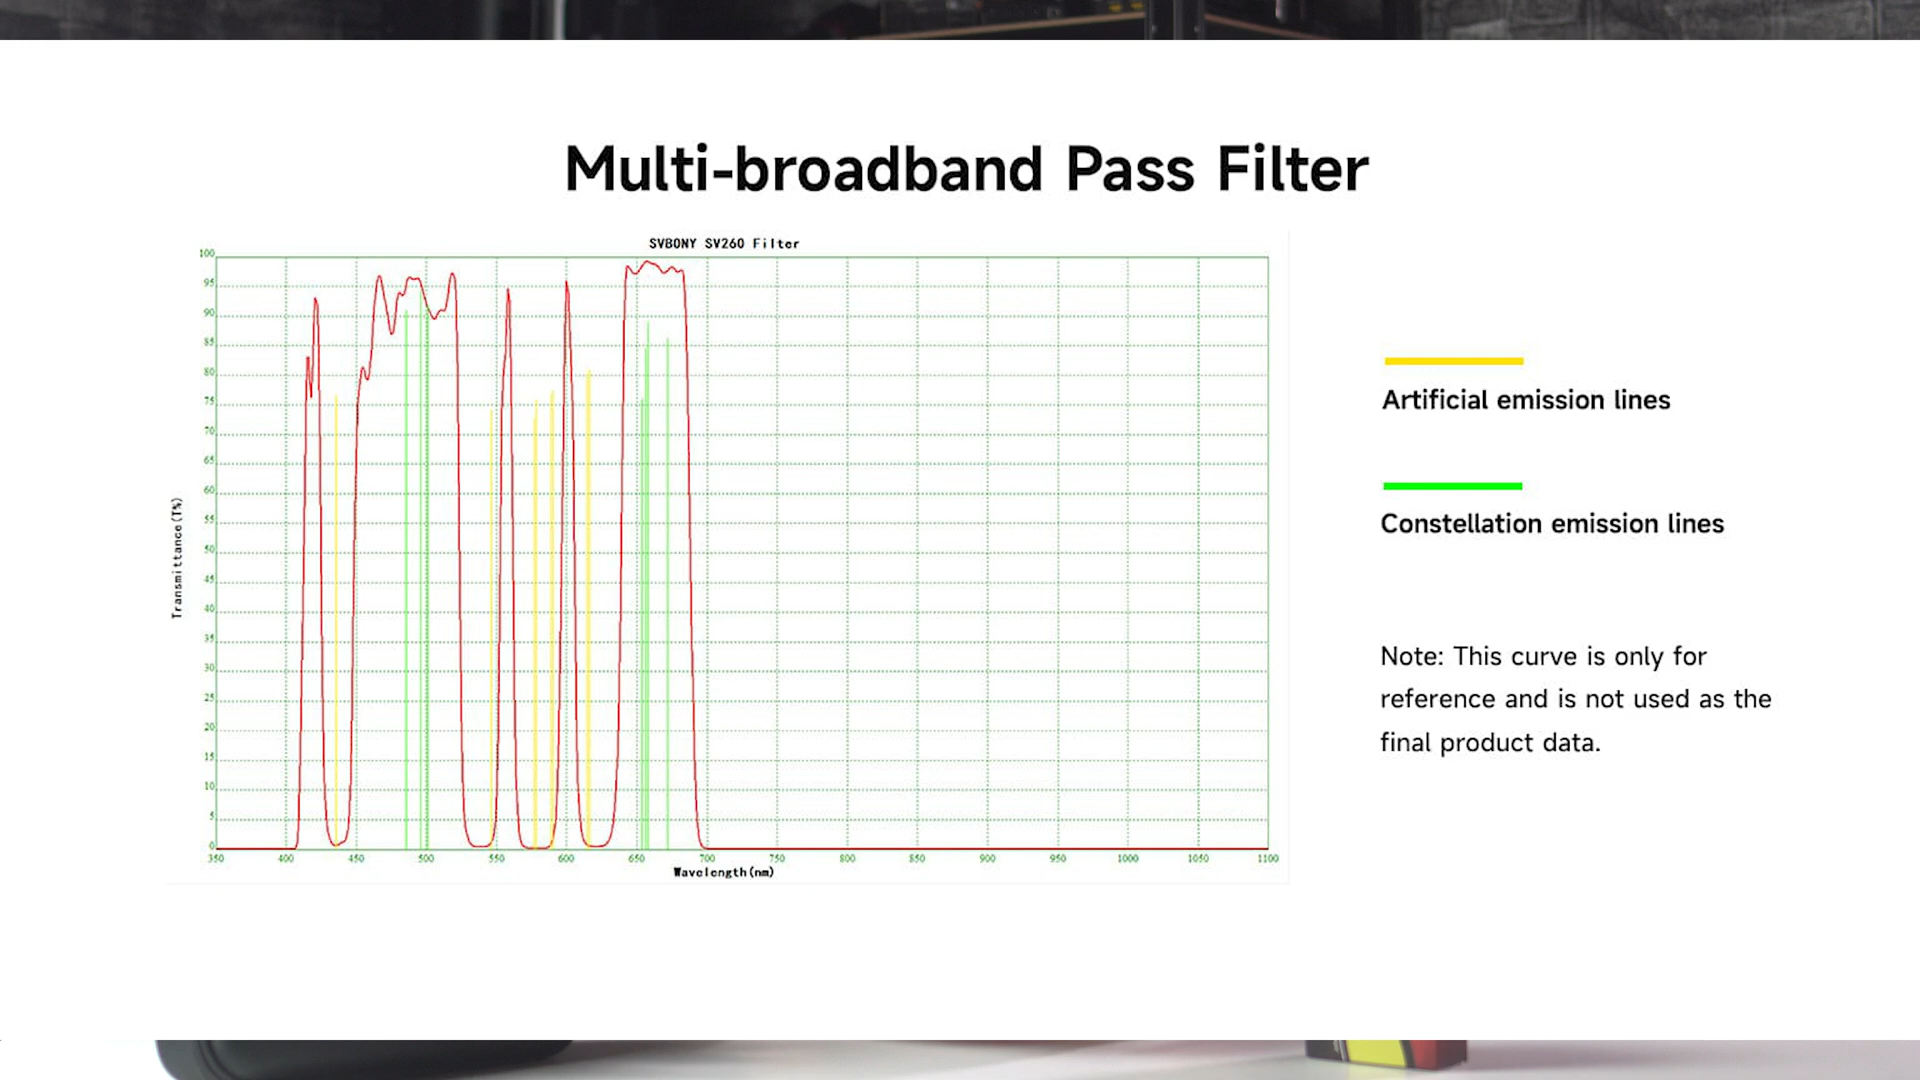 Multi-broadband Pass Filter
SVBONY SV260 Filter
100
95
90
85
80
75
70
65
60
55
50
45
40
35
30
25
20
15
10
5
0
Transmittance(T%)
350 400 450 500 550 600 650 700 750 800 850 900 950 1000 1050 1100
Wavelength(nm)
Artificial emission lines
Constellation emission lines
Note: This curve is only for
reference and is not used as the
final product data.